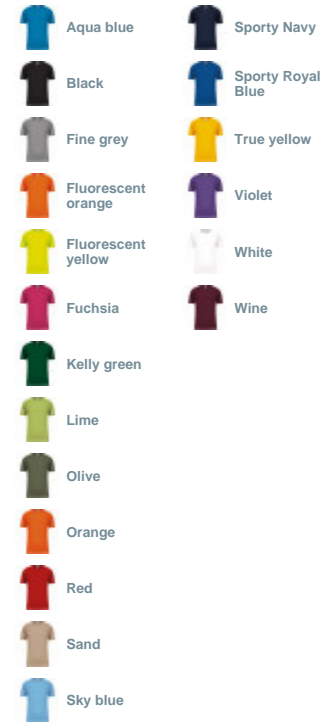 Aqua blue
Black
Fine grey
Fluorescent
orange
Fluorescent
yellow
Fuchsia
Kelly green
Lime
Olive
Orange
Red
Sand
Sky blue
Sporty Navy
Sporty Royal
Blue
True yellow
Violet
White
Wine